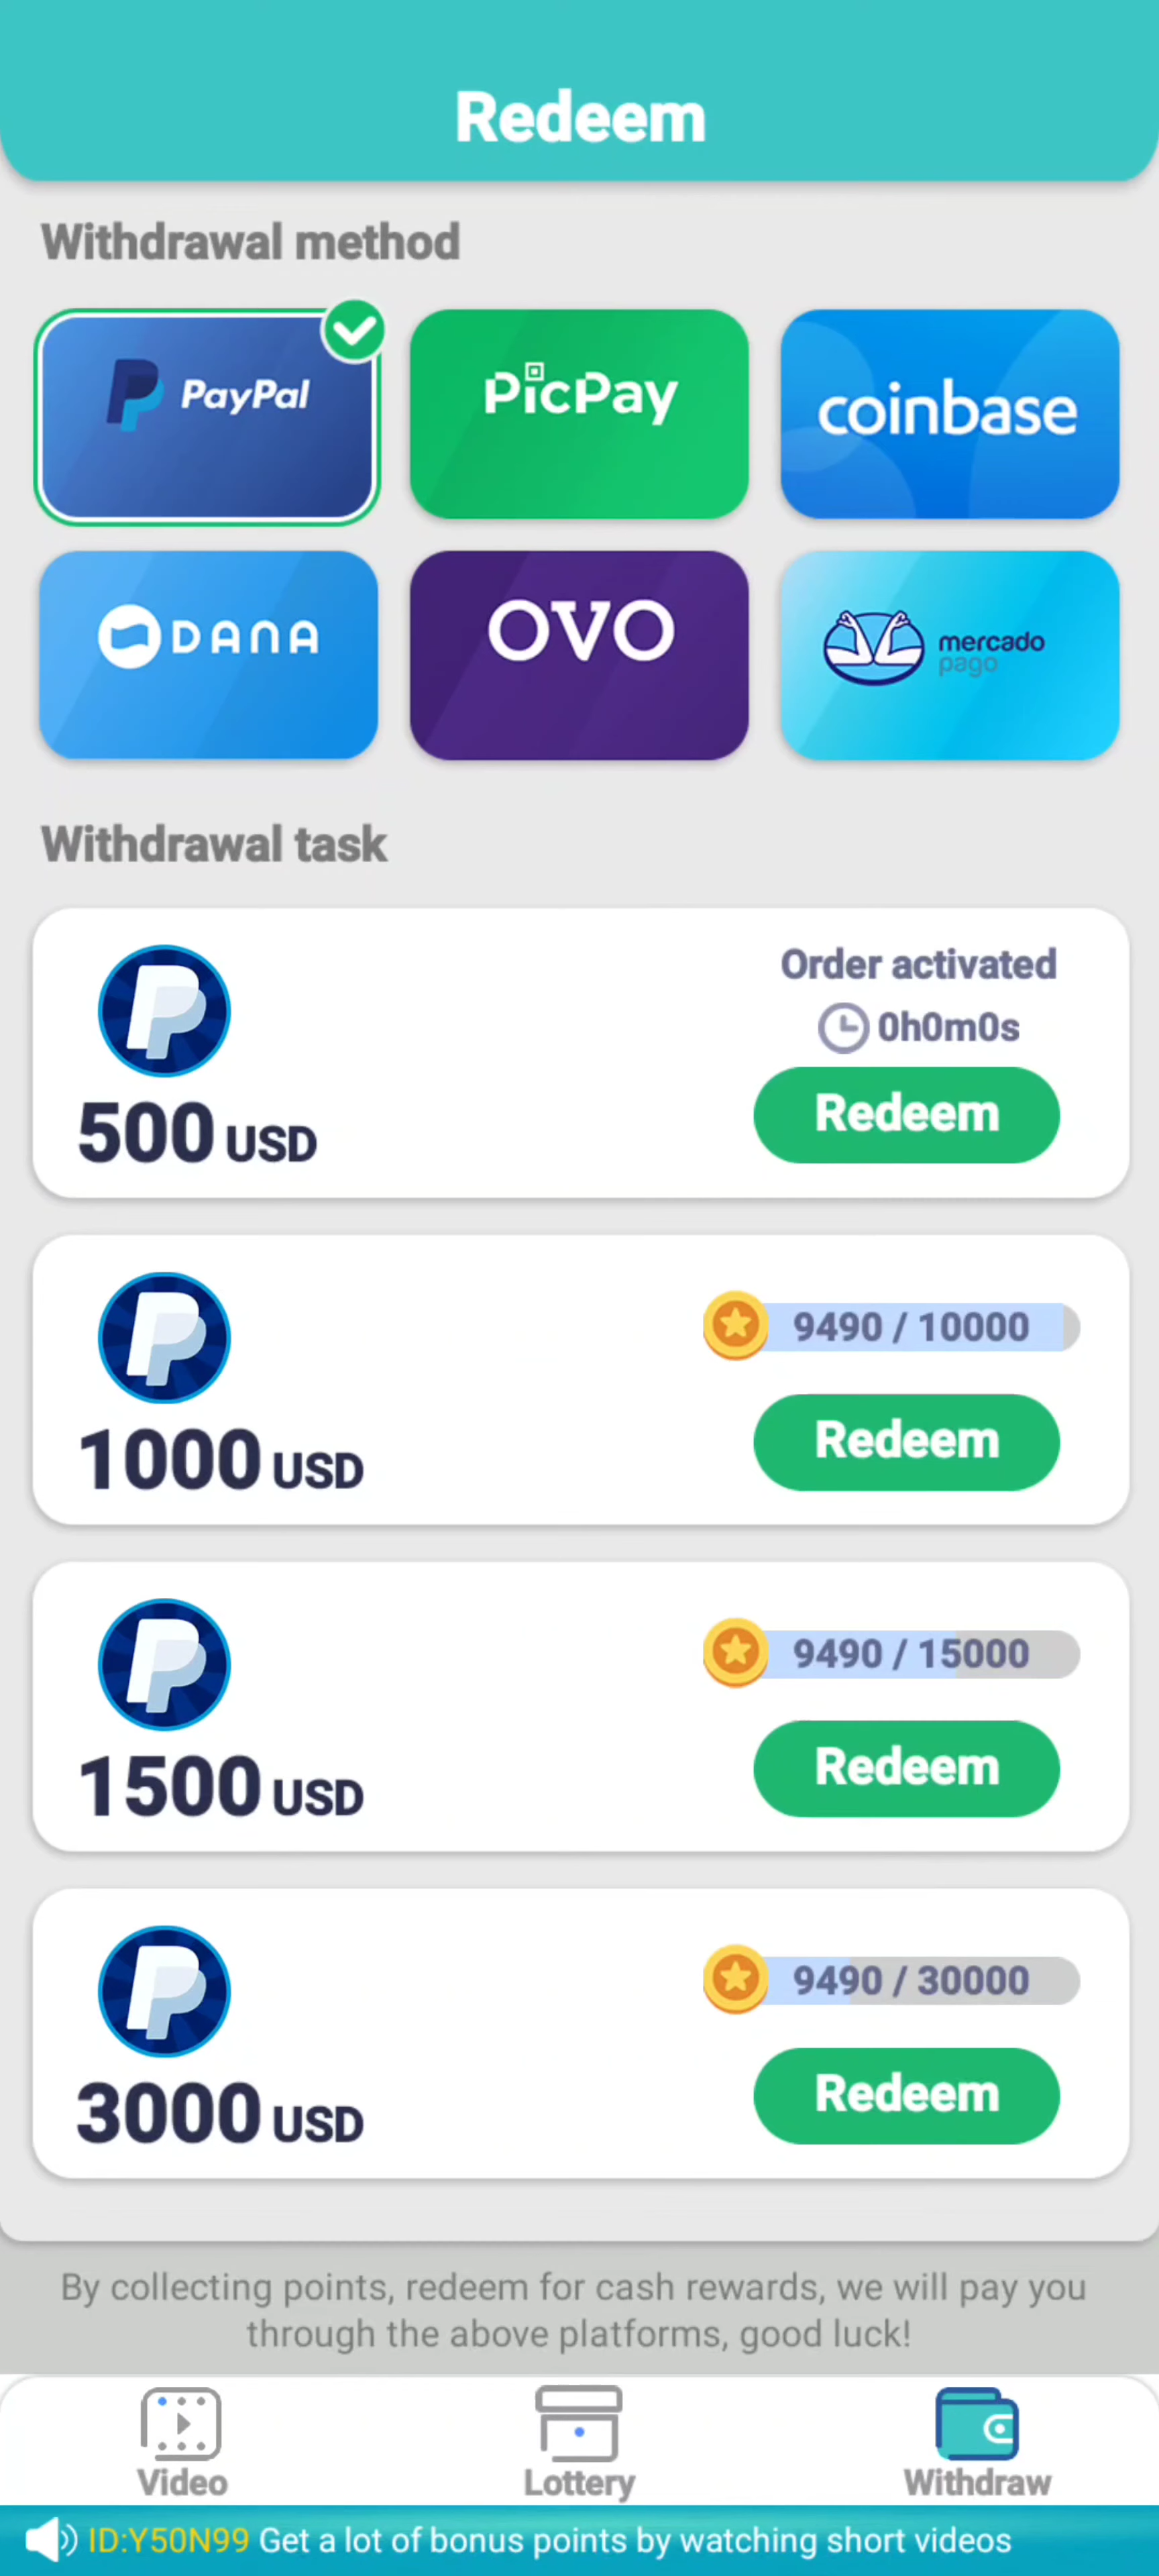 Redeem
Withdrawal method
PayPal
PicPay
coinbase
DANA
OVO
mercado
pago
Withdrawal task
Order activated
0h0m0s
500 USD
Redeem
9490 / 10000
1000 USD
Redeem
9490 / 15000
1500 USD
Redeem
9490 / 30000
3000 USD
Redeem
By collecting points, redeem for cash rewards, we will pay you
through the above platforms, good luck!
Video
Lottery
Withdraw
ID:Y50N99 Get a lot of bonus points by watching short videos